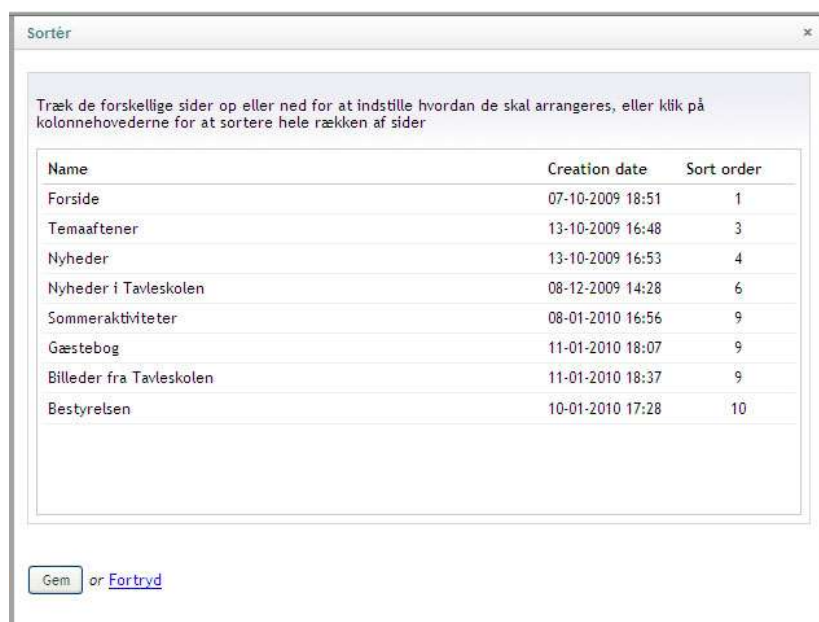 Sortér
×
Træk de forskellige sider op eller ned for at indstille hvordan de skal arrangeres, eller klik på
kolonnehovederne for at sortere hele rækken af sider
Name Creation date Sort order
Forside 07-10-2009 18:51 1
Temaaftener 13-10-2009 16:48 3
Nyheder 13-10-2009 16:53 4
Nyheder i Tavleskolen 08-12-2009 14:28 6
Sommeraktiviteter 08-01-2010 16:56 9
Gæstebog 11-01-2010 18:07 9
Billeder fra Tavleskolen 11-01-2010 18:37 9
Bestyrelsen 10-01-2010 17:28 10
Gem or Fortryd